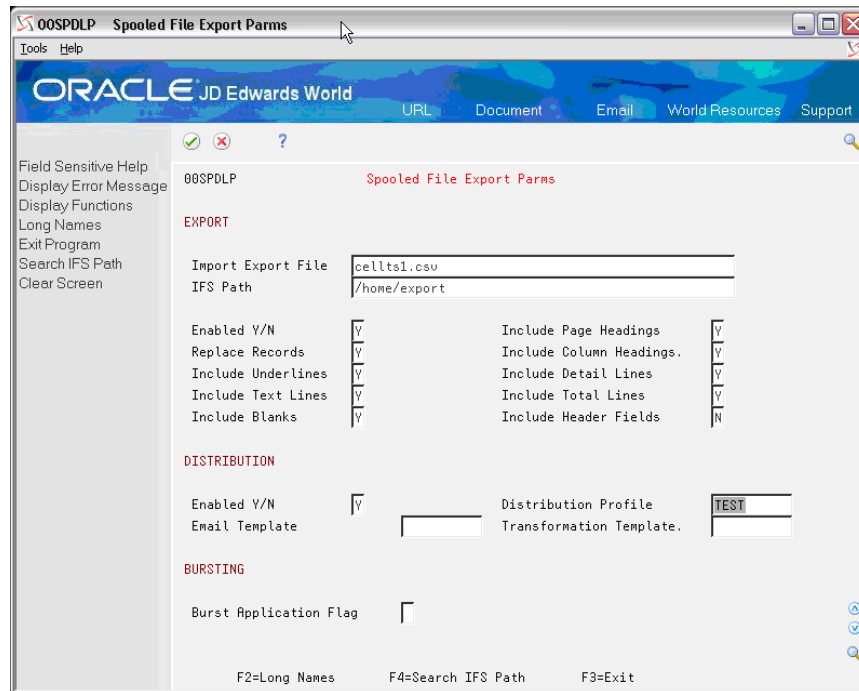 00SPDLP Spooled File Export Parms
Tools Help
ORACLE JD Edwards World
URL Document Email World Resources Support
?
Field Sensitive Help
Display Error Message
Display Functions
Long Names
Exit Program
Search IFS Path
Clear Screen
00SPDLP Spooled File Export Parms
EXPORT
Import Export File cellts1.csv
IFS Path /home/export
Enabled Y/N Y Include Page Headings Y
Replace Records Y Include Column Headings. Y
Include Underlines Y Include Detail Lines Y
Include Text Lines Y Include Total Lines Y
Include Blanks Y Include Header Fields N
DISTRIBUTION
Enabled Y/N Y Distribution Profile TEST
Email Template Transformation Template.
BURSTING
Burst Application Flag
F2=Long Names F4=Search IFS Path F3=Exit